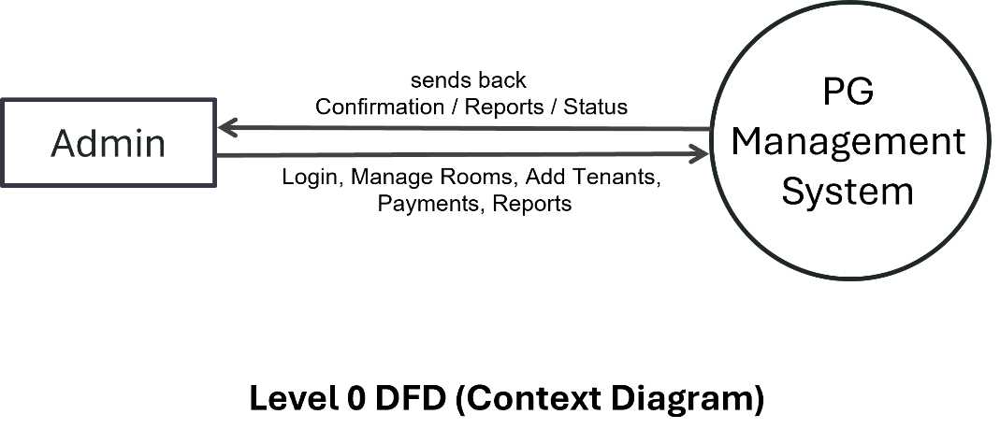 sends back
Confirmation / Reports / Status
Admin
Login, Manage Rooms, Add Tenants,
Payments, Reports
PG
Management
System
Level 0 DFD (Context Diagram)